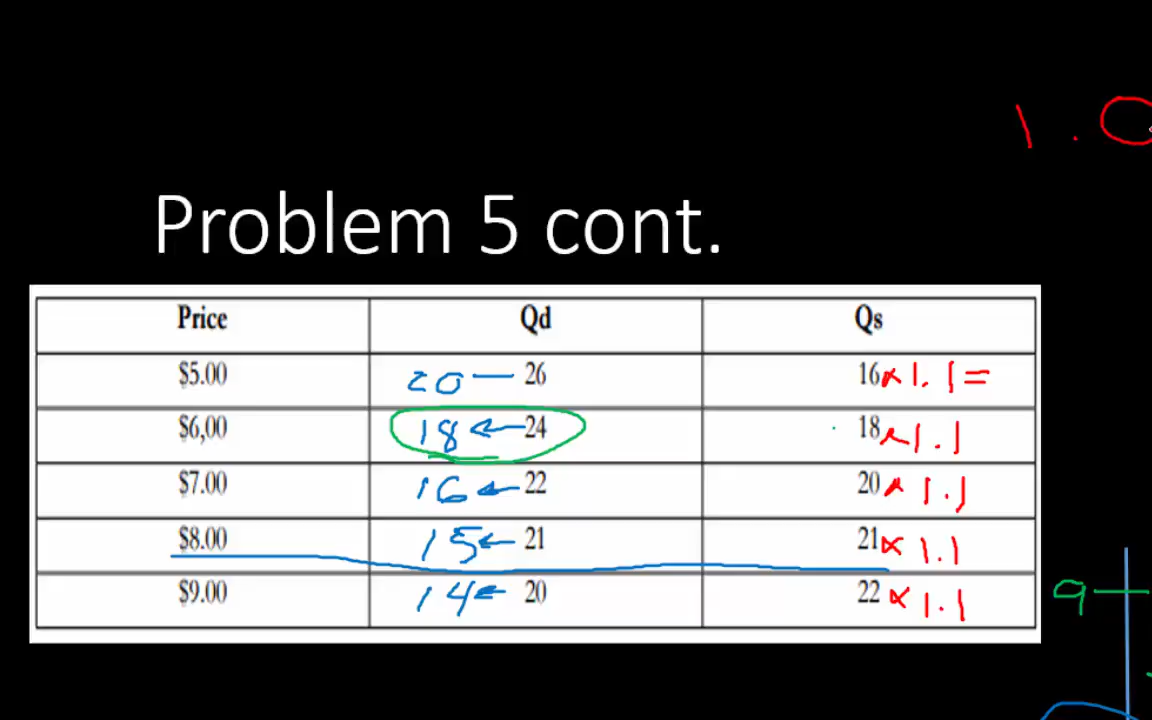 1.0
Problem 5 cont.
Price Qd Qs
$5.00 20 — 26 16 × 1.1 =
$6,00 18 ← 24 18 × 1.1
$7.00 16 ← 22 20 × 1.1
$8.00 15 ← 21 21 × 1.1
$9.00 14 ← 20 22 × 1.1
9